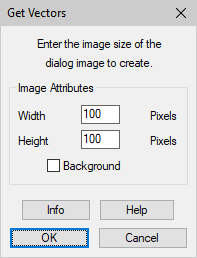 Get Vectors
Enter the image size of the
dialog image to create.
Image Attributes
Width 100 Pixels
Height 100 Pixels
Background
Info Help
OK Cancel